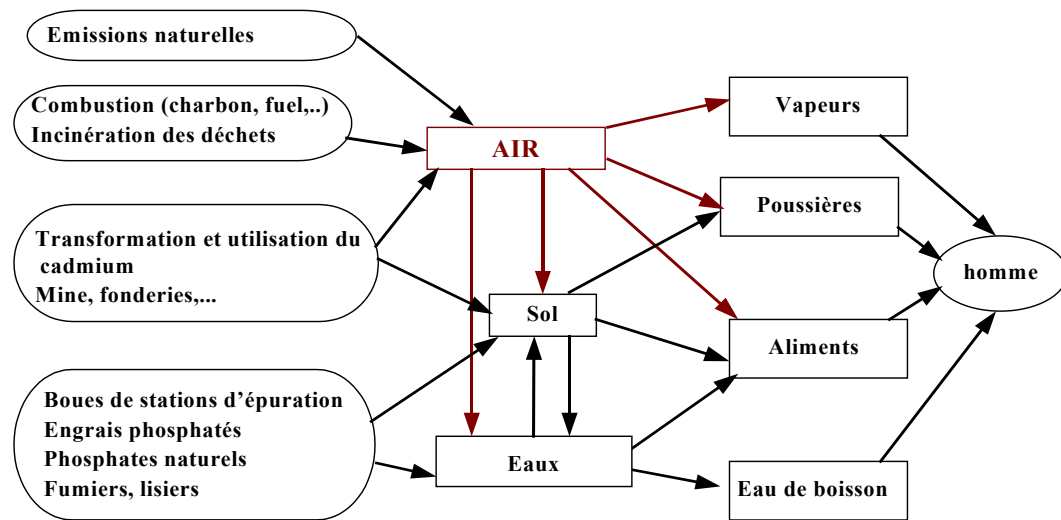 Emissions naturelles
Combustion (charbon, fuel,..)
Incinération des déchets
Transformation et utilisation du
cadmium
Mine, fonderies,...
Boues de stations d'épuration
Engrais phosphatés
Phosphates naturels
Fumiers, lisiers
AIR
Sol
Eaux
Vapeurs
Poussières
Aliments
Eau de boisson
homme